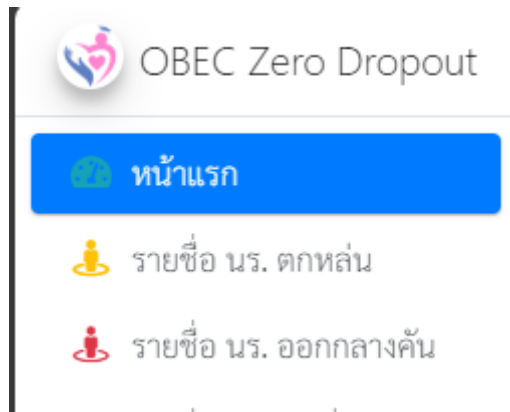 OBEC Zero Dropout
หน้าแรก
รายชื่อ นร. ตกหล่น
รายชื่อ นร. ออกกลางคัน